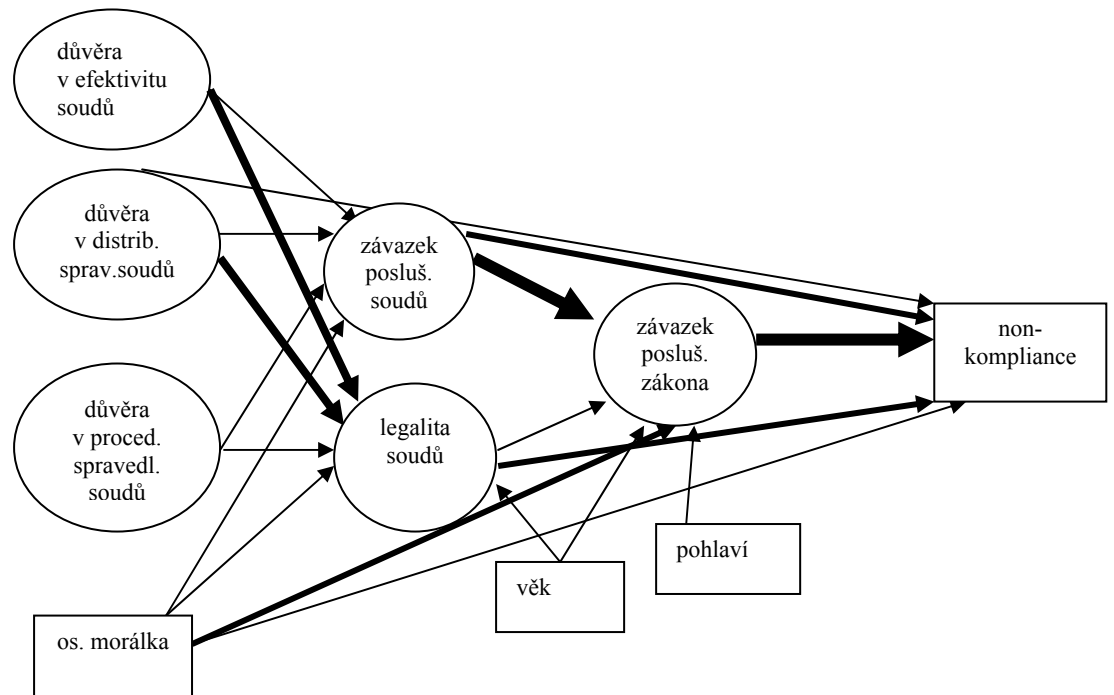 důvěra
v efektivitu
soudů
důvěra
v distrib.
sprav.soudů
závazek
posluš.
soudů
závazek
posluš.
zákona
non-
kompliance
důvěra
v proced.
spravedl.
soudů
legalita
soudů
pohlaví
věk
os. morálka